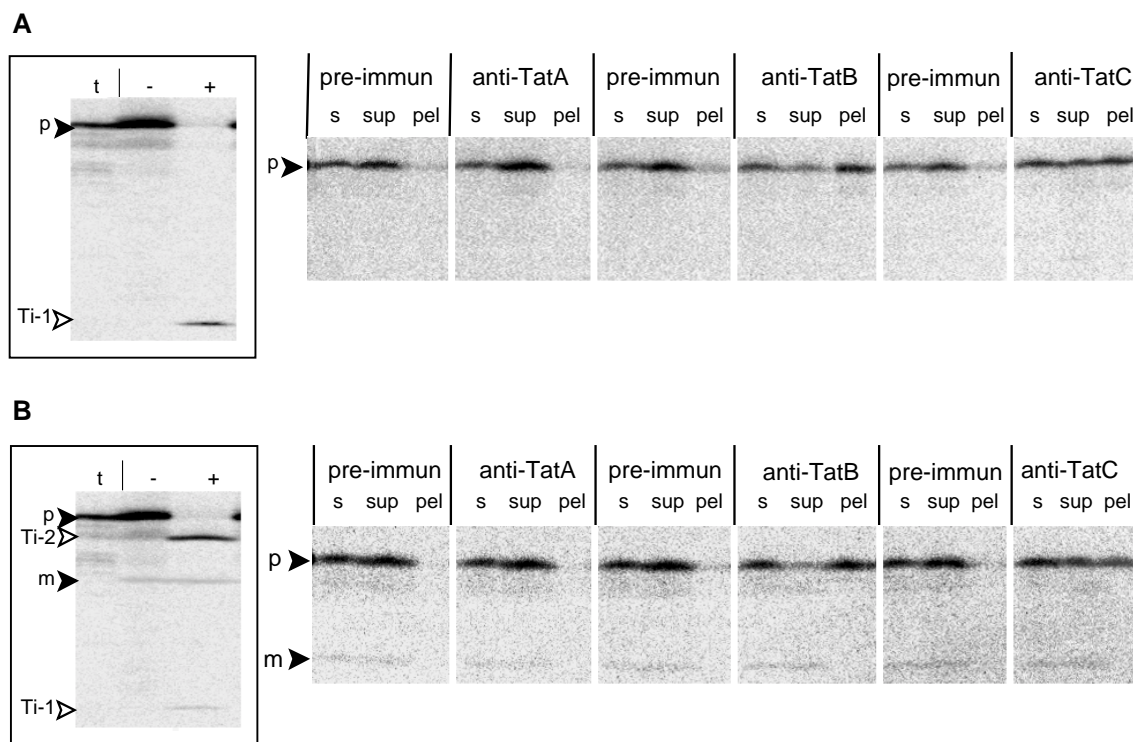 A
t - +
p
Ti-1
pre-immun anti-TatA pre-immun anti-TatB pre-immun anti-TatC
s sup pel s sup pel s sup pel s sup pel s sup pel s sup pel
p
B
t - +
p
Ti-2
m
Ti-1
pre-immun anti-TatA pre-immun anti-TatB pre-immun anti-TatC
s sup pel s sup pel s sup pel s sup pel s sup pel s sup pel
p
m